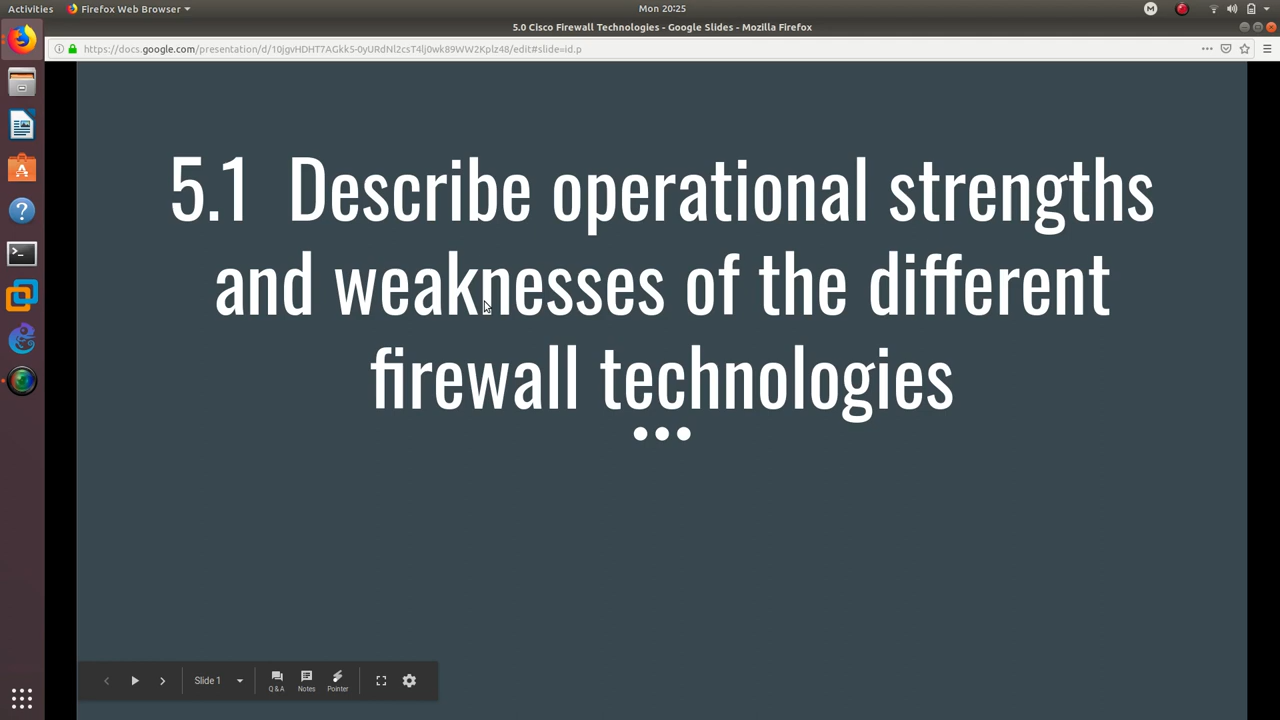 Activities
Firefox Web Browser
Mon 20:25
M
5.0 Cisco Firewall Technologies - Google Slides - Mozilla Firefox
5.1 Describe operational strengths
and weaknesses of the different
firewall technologies
Slide 1
Q & A
Notes
Pointer